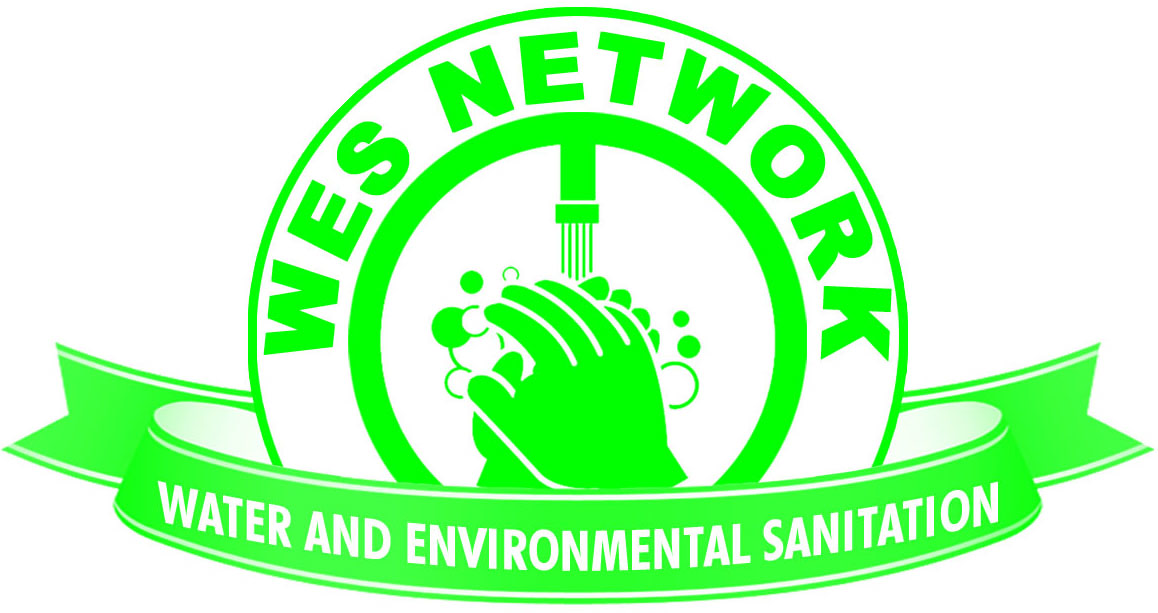 WES NETWORK
WATER AND ENVIRONMENTAL SANITATION